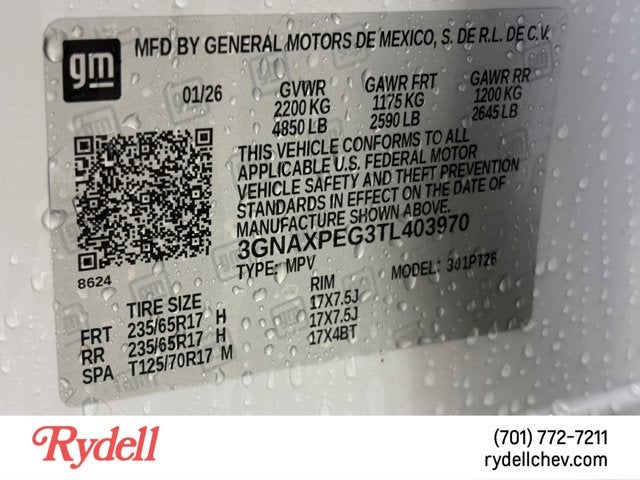 gm
MFD BY GENERAL MOTORS DE MEXICO, S. DE R.L. DE C.V.
01/26 GVWR GAWR FRT GAWR RR
2200 KG 1175 KG 1200 KG
4850 LB 2590 LB 2645 LB
THIS VEHICLE CONFORMS TO ALL
APPLICABLE U.S. FEDERAL MOTOR
VEHICLE SAFETY AND THEFT PREVENTION
STANDARDS IN EFFECT ON THE DATE OF
MANUFACTURE SHOWN ABOVE.
3GNAXPEG3TL403970
8624
TYPE: MPV MODEL: 301PT26
TIRE SIZE RIM
FRT 235/65R17 H 17X7.5J
RR 235/65R17 H 17X7.5J
SPA T125/70R17 M 17X4BT
Rydell
(701) 772-7211
rydellchev.com